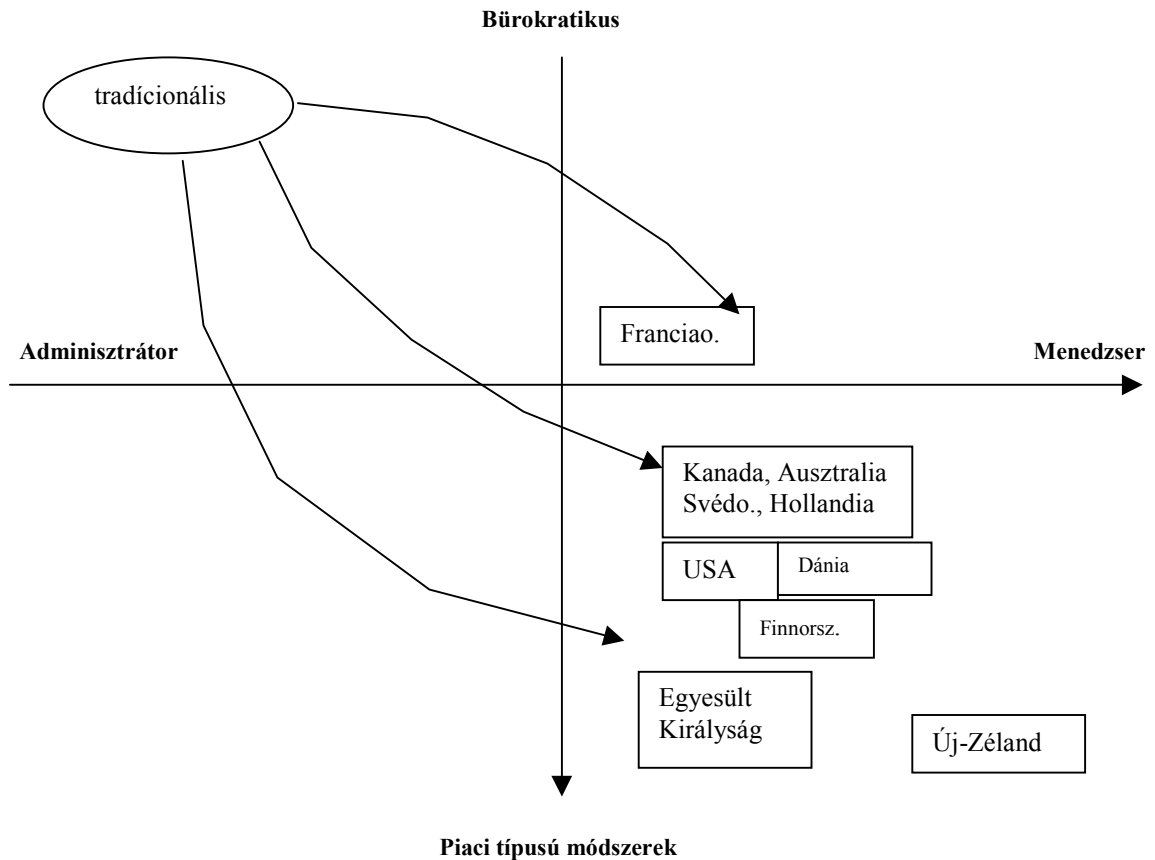 Bürokratikus
tradícionális
Franciao.
Adminisztrátor
Menedzser
Kanada, Ausztralia
Svédo., Hollandia
USA
Dánia
Finnorsz.
Egyesült
Királyság
Új-Zéland
Piaci típusú módszerek